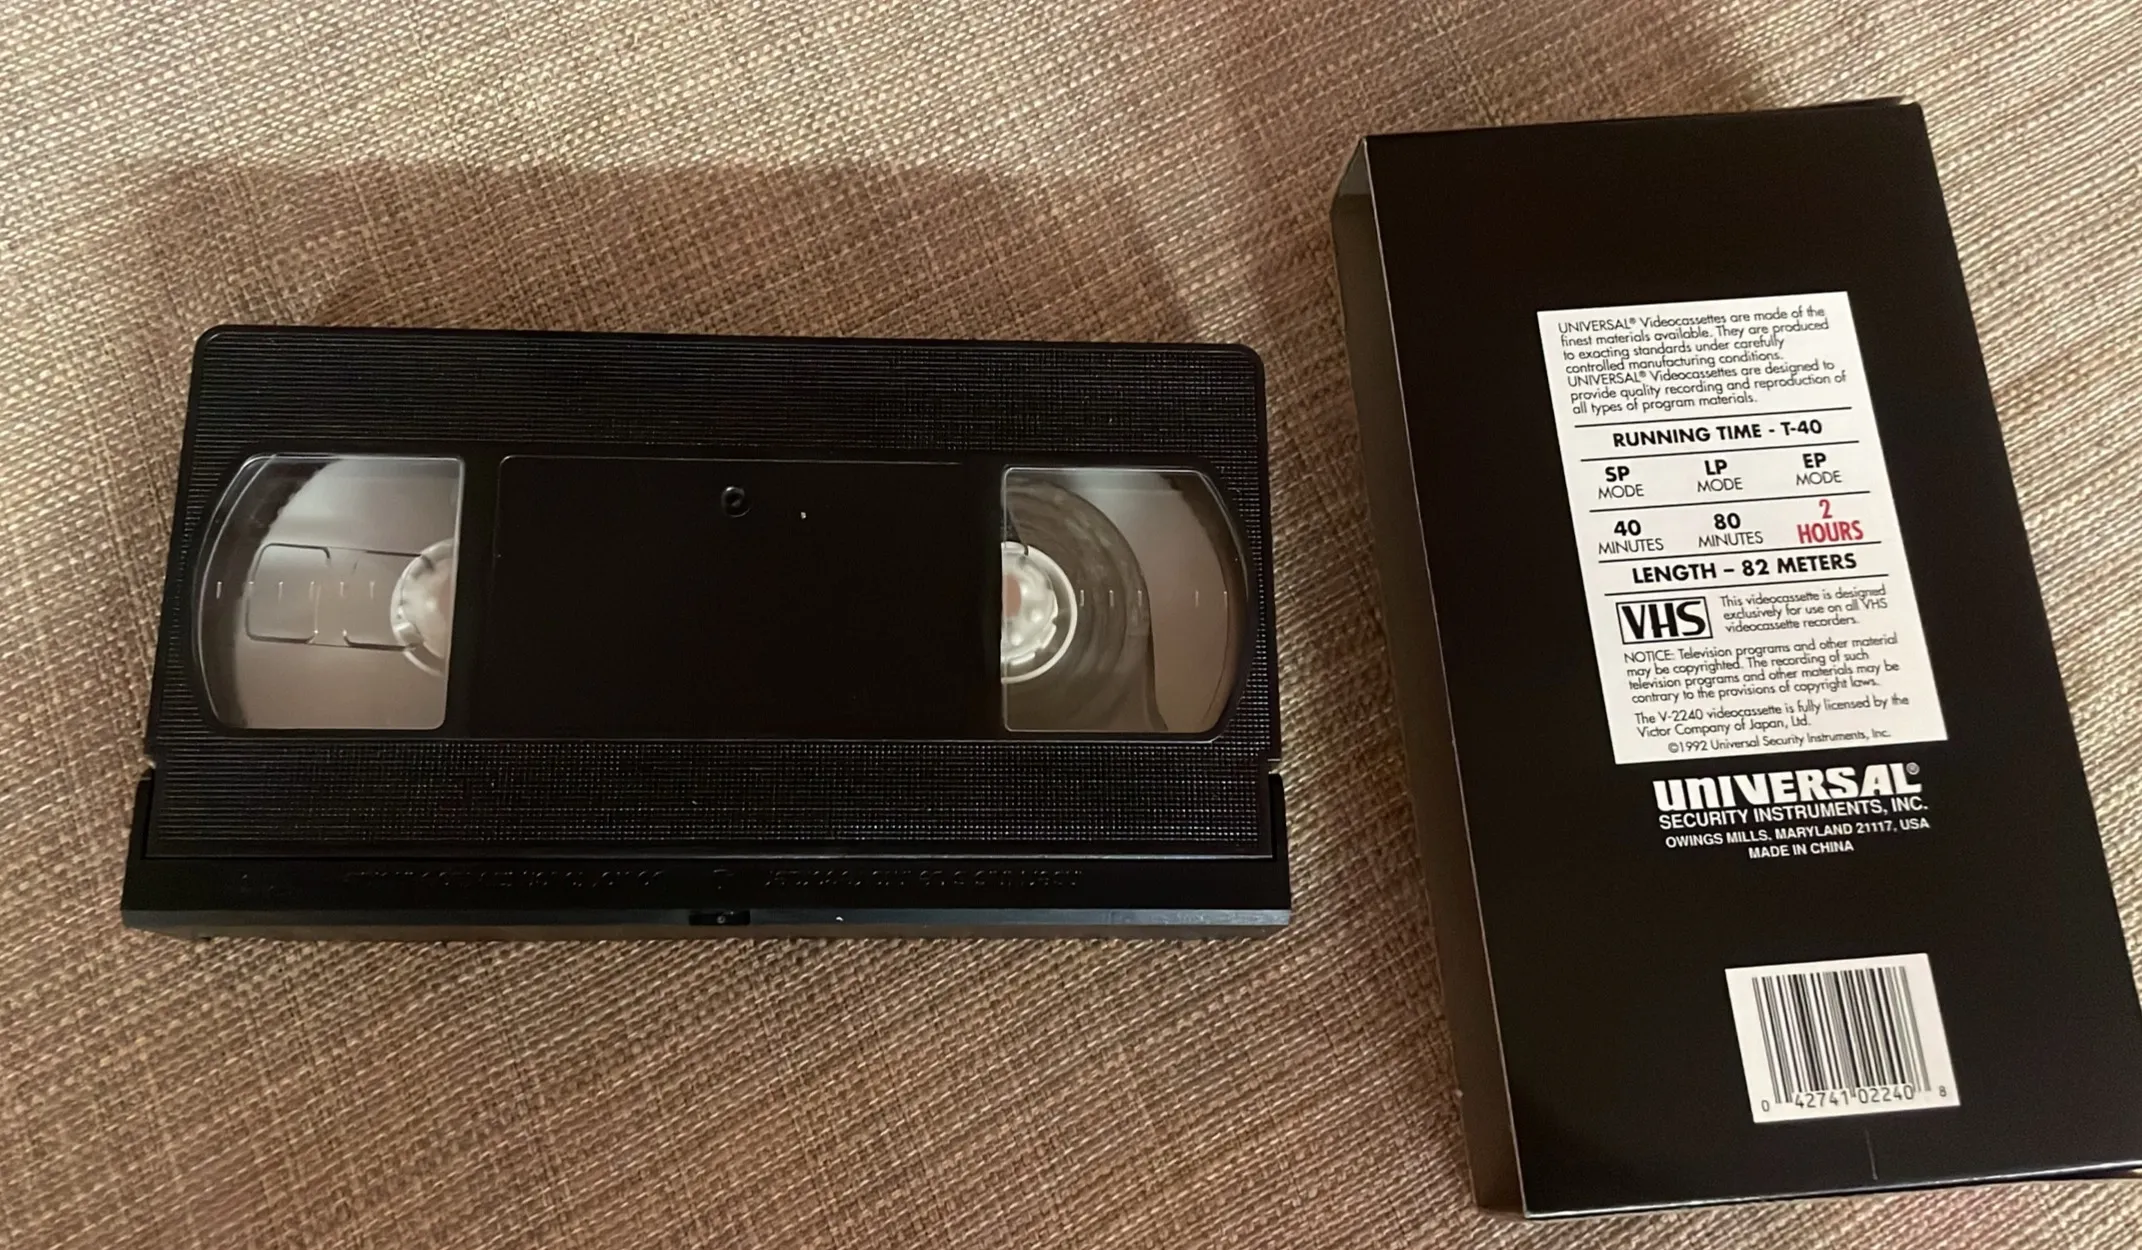 UNIVERSAL® Videocassettes are made of the
finest materials available. They are produced
to exacting standards under carefully
controlled manufacturing conditions.
UNIVERSAL® Videocassettes are designed to
provide quality recording and reproduction of
all types of program materials.
RUNNING TIME - T-40
SP LP EP
MODE MODE MODE
40 80 2
MINUTES MINUTES HOURS
LENGTH – 82 METERS
VHS
This videocassette is designed
exclusively for use on all VHS
videocassette recorders.
NOTICE: Television programs and other material
may be copyrighted. The recording of such
television programs and other materials may be
contrary to the provisions of copyright laws.
The V-2240 videocassette is fully licensed by the
Victor Company of Japan, Ltd.
©1992 Universal Security Instruments, Inc.
UNIVERSAL®
SECURITY INSTRUMENTS, INC.
OWINGS MILLS, MARYLAND 21117, USA
MADE IN CHINA
0 42741 02240 8